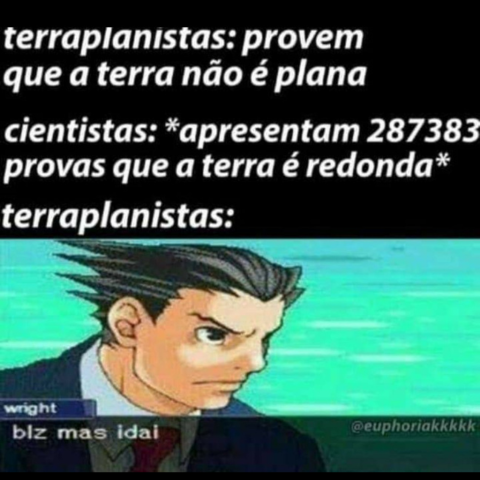 terraplanistas: provem
que a terra não é plana
cientistas: *apresentam 287383
provas que a terra é redonda*
terraplanistas:
wright
blz mas idai
@euphoriakkkkk